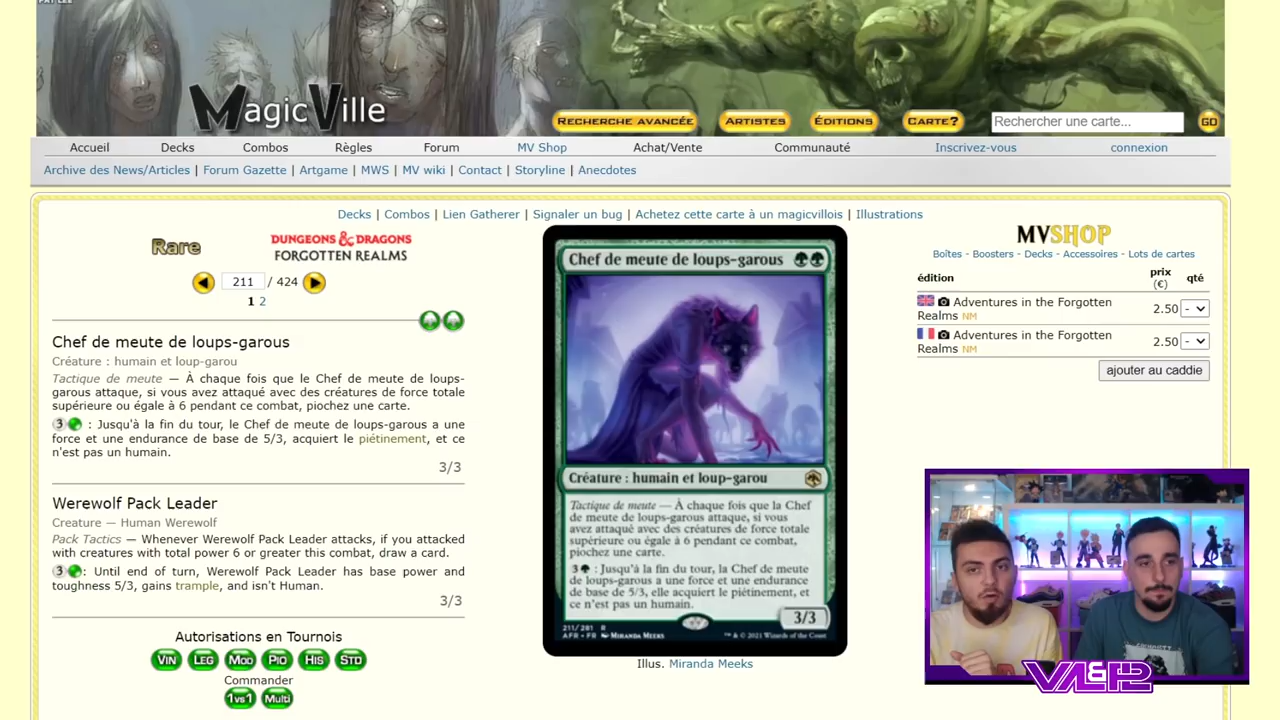 PAT LEE
MagicVille
Recherche avancée
Artistes
Éditions
Carte?
Rechercher une carte...
GO
Accueil
Decks
Combos
Règles
Forum
MV Shop
Achat/Vente
Communauté
Inscrivez-vous
connexion
Archive des News/Articles | Forum Gazette | Artgame | MWS | MV wiki | Contact | Storyline | Anecdotes
Decks | Combos | Lien Gatherer | Signaler un bug | Achetez cette carte à un magicvillois | Illustrations
Rare
DUNGEONS & DRAGONS
FORGOTTEN REALMS
211 / 424
1 2
Chef de meute de loups-garous
Créature : humain et loup-garou
Tactique de meute — À chaque fois que le Chef de meute de loups-
garous attaque, si vous avez attaqué avec des créatures de force totale
supérieure ou égale à 6 pendant ce combat, piochez une carte.
3 : Jusqu'à la fin du tour, le Chef de meute de loups-garous a une
force et une endurance de base de 5/3, acquiert le piétinement, et ce
n'est pas un humain.
3/3
Werewolf Pack Leader
Creature — Human Werewolf
Pack Tactics — Whenever Werewolf Pack Leader attacks, if you attacked
with creatures with total power 6 or greater this combat, draw a card.
3 : Until end of turn, Werewolf Pack Leader has base power and
toughness 5/3, gains trample, and isn't Human.
3/3
Autorisations en Tournois
Vin Leg Mod Pio His Std
Commander
1vs1 Multi
Chef de meute de loups-garous
Créature : humain et loup-garou
Tactique de meute — À chaque fois que la Chef
de meute de loups-garous attaque, si vous
avez attaqué avec des créatures de force totale
supérieure ou égale à 6 pendant ce combat,
piochez une carte.
3 : Jusqu'à la fin du tour, la Chef de meute
de loups-garous a une force et une endurance
de base de 5/3, elle acquiert le piétinement, et
ce n'est pas un humain.
3/3
211/281 R
AFR • FR Miranda Meeks
™ & © 2021 Wizards of the Coast
Illus. Miranda Meeks
MVSHOP
Boîtes - Boosters - Decks - Accessoires - Lots de cartes
édition prix (€) qté
Adventures in the Forgotten
Realms NM 2.50 -
Adventures in the Forgotten
Realms NM 2.50 -
ajouter au caddie